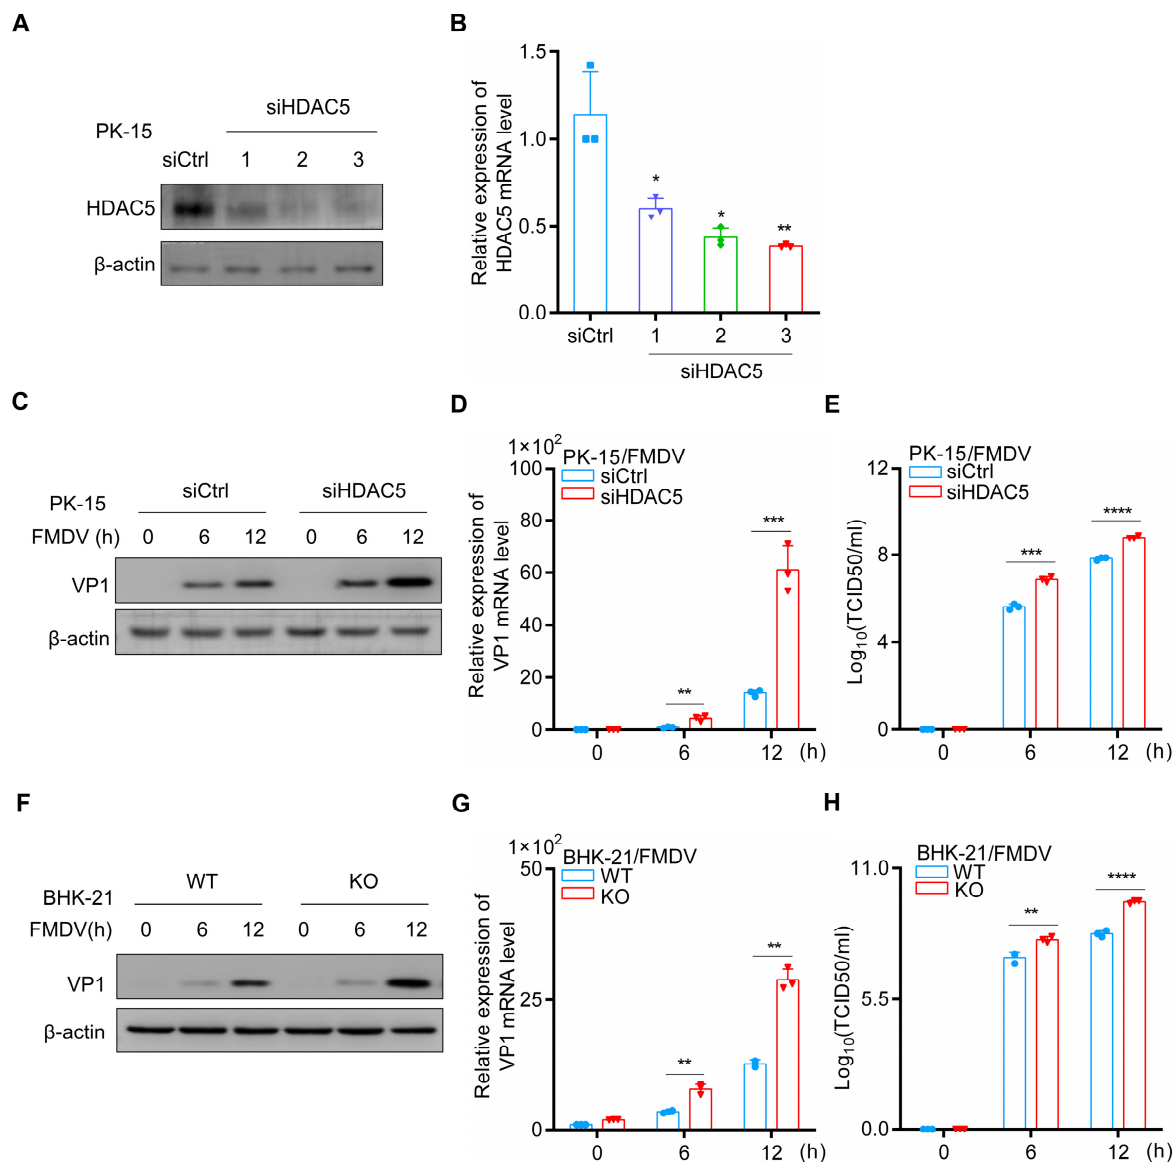 A
siHDAC5
PK-15
siCtrl 1 2 3
HDAC5
β-actin
B
Relative expression of
HDAC5 mRNA level
1.5
1.0
0.5
0.0
* * **
siCtrl 1 2 3
siHDAC5
C
siCtrl siHDAC5
PK-15
FMDV (h) 0 6 12 0 6 12
VP1
β-actin
D
1×10²
PK-15/FMDV
siCtrl
siHDAC5
Relative expression of
VP1 mRNA level
100
80
60
40
20
0
** ***
0 6 12 (h)
E
PK-15/FMDV
siCtrl
siHDAC5
Log₁₀(TCID50/ml)
12
8
4
0
*** ****
0 6 12 (h)
F
WT KO
BHK-21
FMDV(h) 0 6 12 0 6 12
VP1
β-actin
G
1×10²
BHK-21/FMDV
WT
KO
Relative expression of
VP1 mRNA level
50
25
0
** **
0 6 12 (h)
H
BHK-21/FMDV
WT
KO
Log₁₀(TCID50/ml)
11.0
5.5
0.0
** ****
0 6 12 (h)